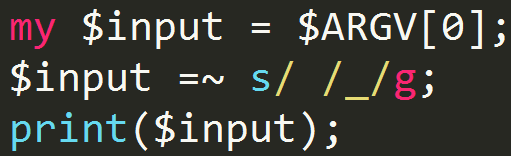 my $input = $ARGV[0];
$input =~ s/ /_/g;
print($input);